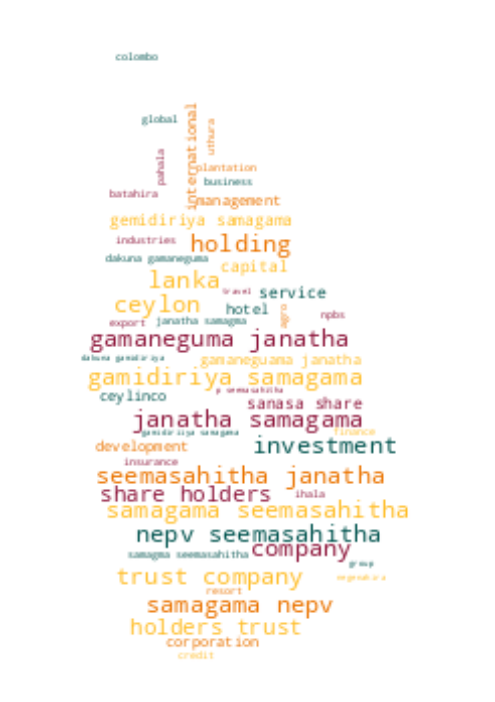 colombo
global
international
uthura
pahala
plantation
business
batahira
management
gemidiriya samagama
industries
holding
dakuna gamaneguma
capital
lanka
travel
service
ceylon
hotel
agro
npbs
export
janatha samagma
gamaneguma janatha
dakuna gamidiriya
gamaneguama janatha
gamidiriya samagama
p seemasahitha
ceylinco
sanasa share
janatha samagama
gamidiriiya samagama
finance
development
investment
insurance
seemasahitha janatha
share holders
ihala
samagama seemasahitha
nepv seemasahitha
company
samagma seemasahitha
group
trust company
resort
samagama nepv
holders trust
corporation
credit